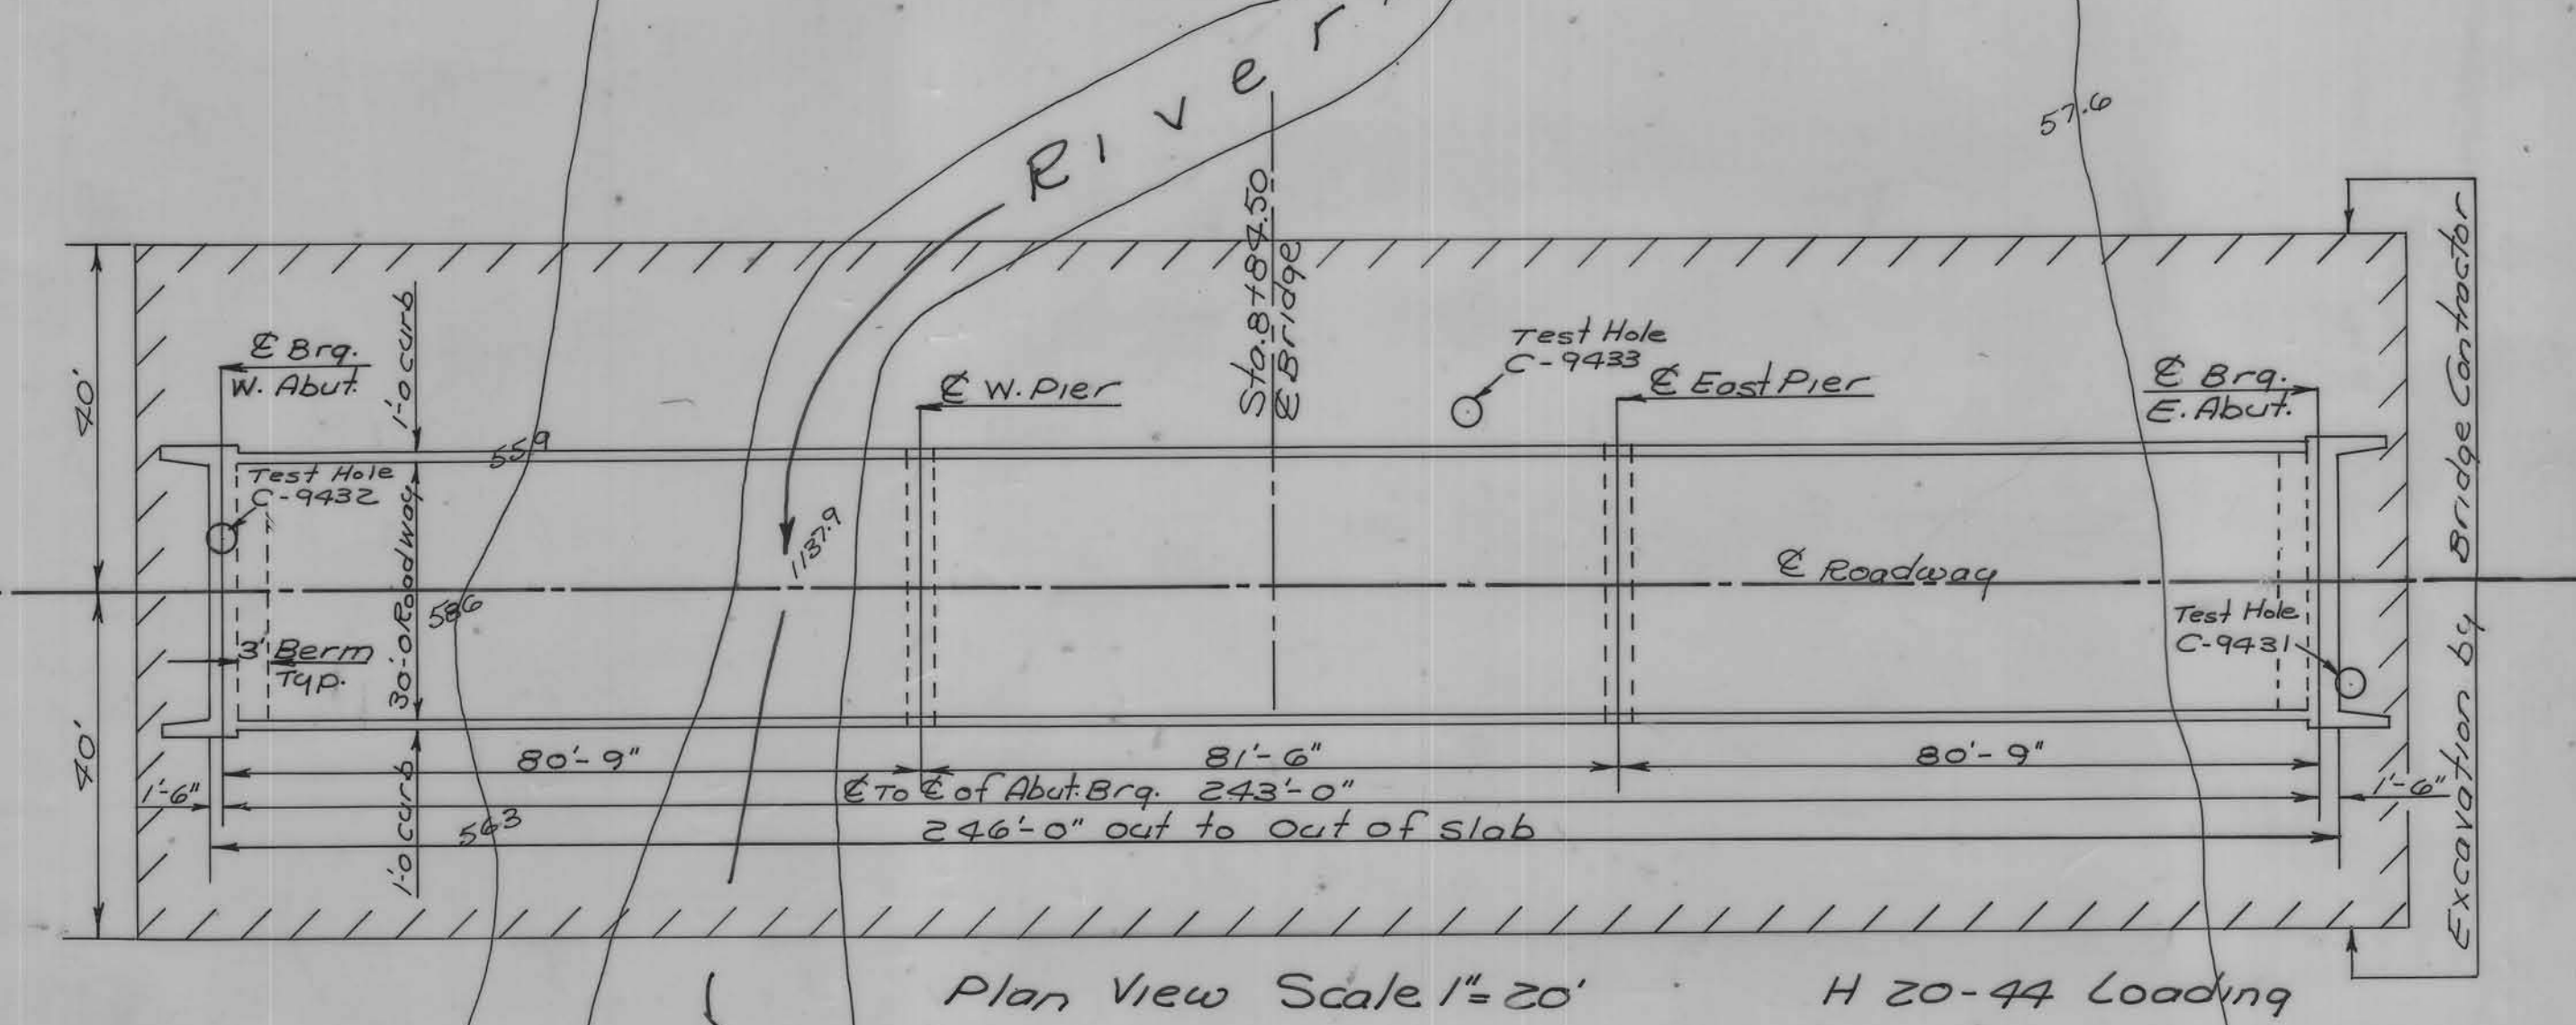 River
57.6
Sta. 8+84.50
℄ Bridge
Excavation by Bridge Contractor
40'
40'
℄ Brg.
W. Abut.
1'-0 curb
Test Hole
C-9433
℄ W. Pier
℄ East Pier
℄ Brg.
E. Abut.
559
Test Hole
C-9432
30'-0 Roadway
1137.9
℄ Roadway
586
Test Hole
C-9431
3' Berm
Typ.
80'-9"
81'-6"
80'-9"
1'-6"
℄ To ℄ of Abut. Brg. 243'-0"
1'-6"
1'-0 curb
563
246'-0" out to out of slab
Plan View Scale 1"=20'
H 20-44 Loading